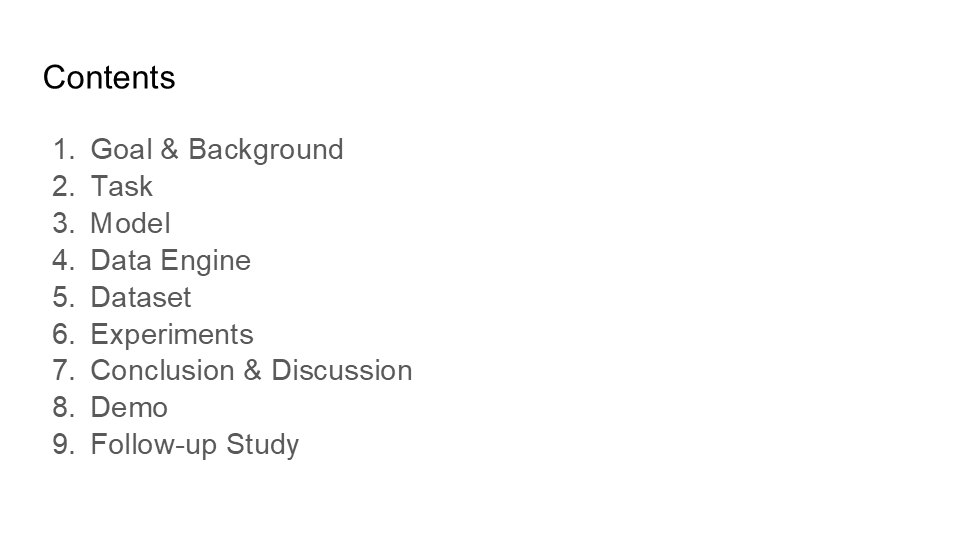 Contents
1. Goal & Background
2. Task
3. Model
4. Data Engine
5. Dataset
6. Experiments
7. Conclusion & Discussion
8. Demo
9. Follow-up Study